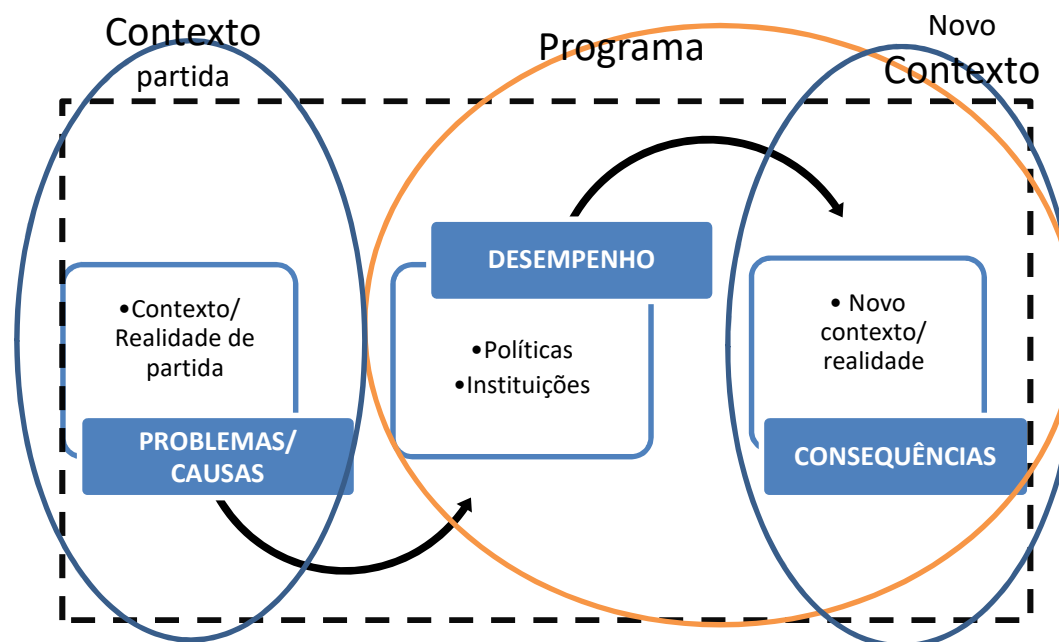 Contexto
partida
Programa
Novo
Contexto
•Contexto/
Realidade de
partida
PROBLEMAS/
CAUSAS
DESEMPENHO
•Políticas
•Instituições
• Novo
contexto/
realidade
CONSEQUÊNCIAS